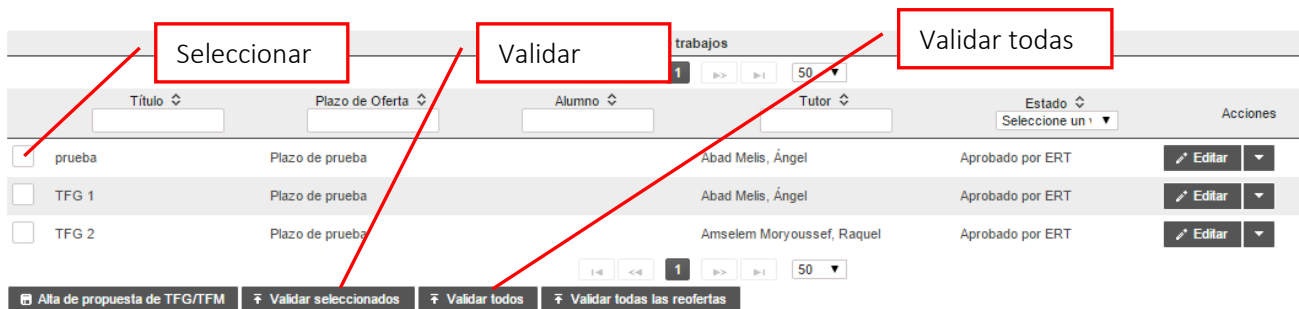 Seleccionar
Validar
Validar todas
trabajos
1 50
Título Plazo de Oferta Alumno Tutor Estado Acciones
Seleccione un
prueba Plazo de prueba Abad Melis, Ángel Aprobado por ERT Editar
TFG 1 Plazo de prueba Abad Melis, Ángel Aprobado por ERT Editar
TFG 2 Plazo de prueba Amselem Moryoussef, Raquel Aprobado por ERT Editar
1 50
Alta de propuesta de TFG/TFM Validar seleccionados Validar todos Validar todas las reofertas